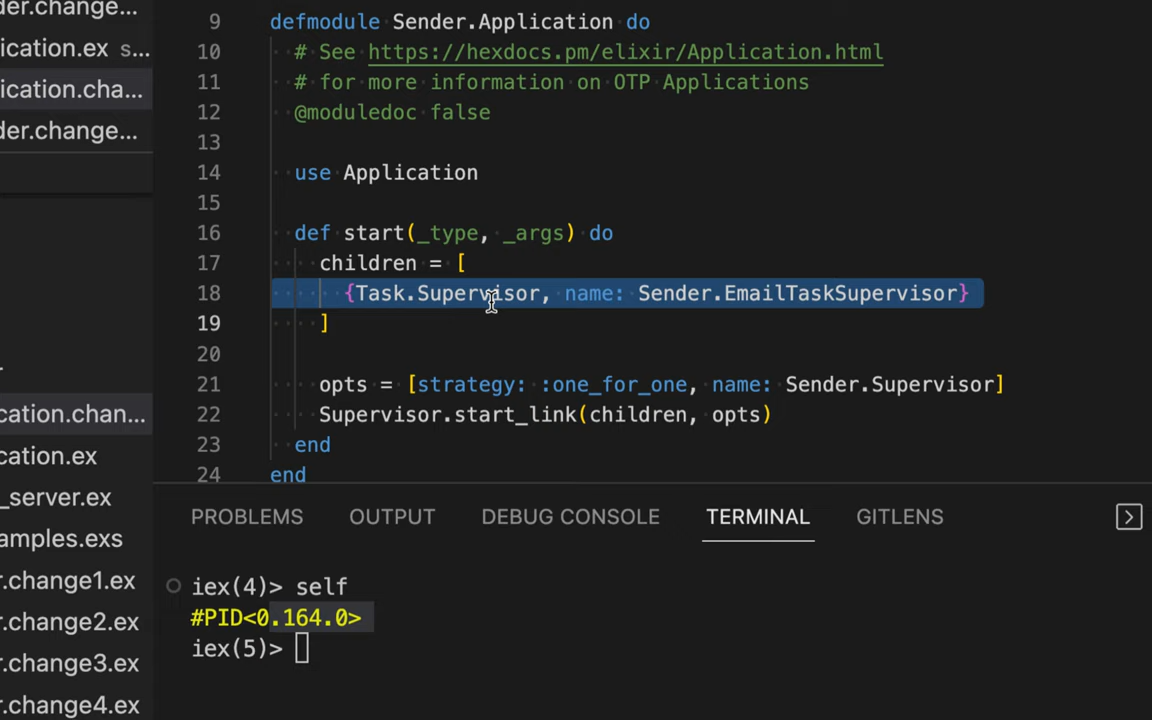 der.change...
ication.ex s...
ication.cha...
der.change...
cation.chan...
cation.ex
_server.ex
amples.exs
.change1.ex
.change2.ex
.change3.ex
.change4.ex
9 defmodule Sender.Application do
10 # See https://hexdocs.pm/elixir/Application.html
11 # for more information on OTP Applications
12 @moduledoc false
13
14 use Application
15
16 def start(_type, _args) do
17 children = [
18 {Task.Supervisor, name: Sender.EmailTaskSupervisor}
19 ]
20
21 opts = [strategy: :one_for_one, name: Sender.Supervisor]
22 Supervisor.start_link(children, opts)
23 end
24 end
PROBLEMS OUTPUT DEBUG CONSOLE TERMINAL GITLENS
iex(4)> self
#PID<0.164.0>
iex(5)>